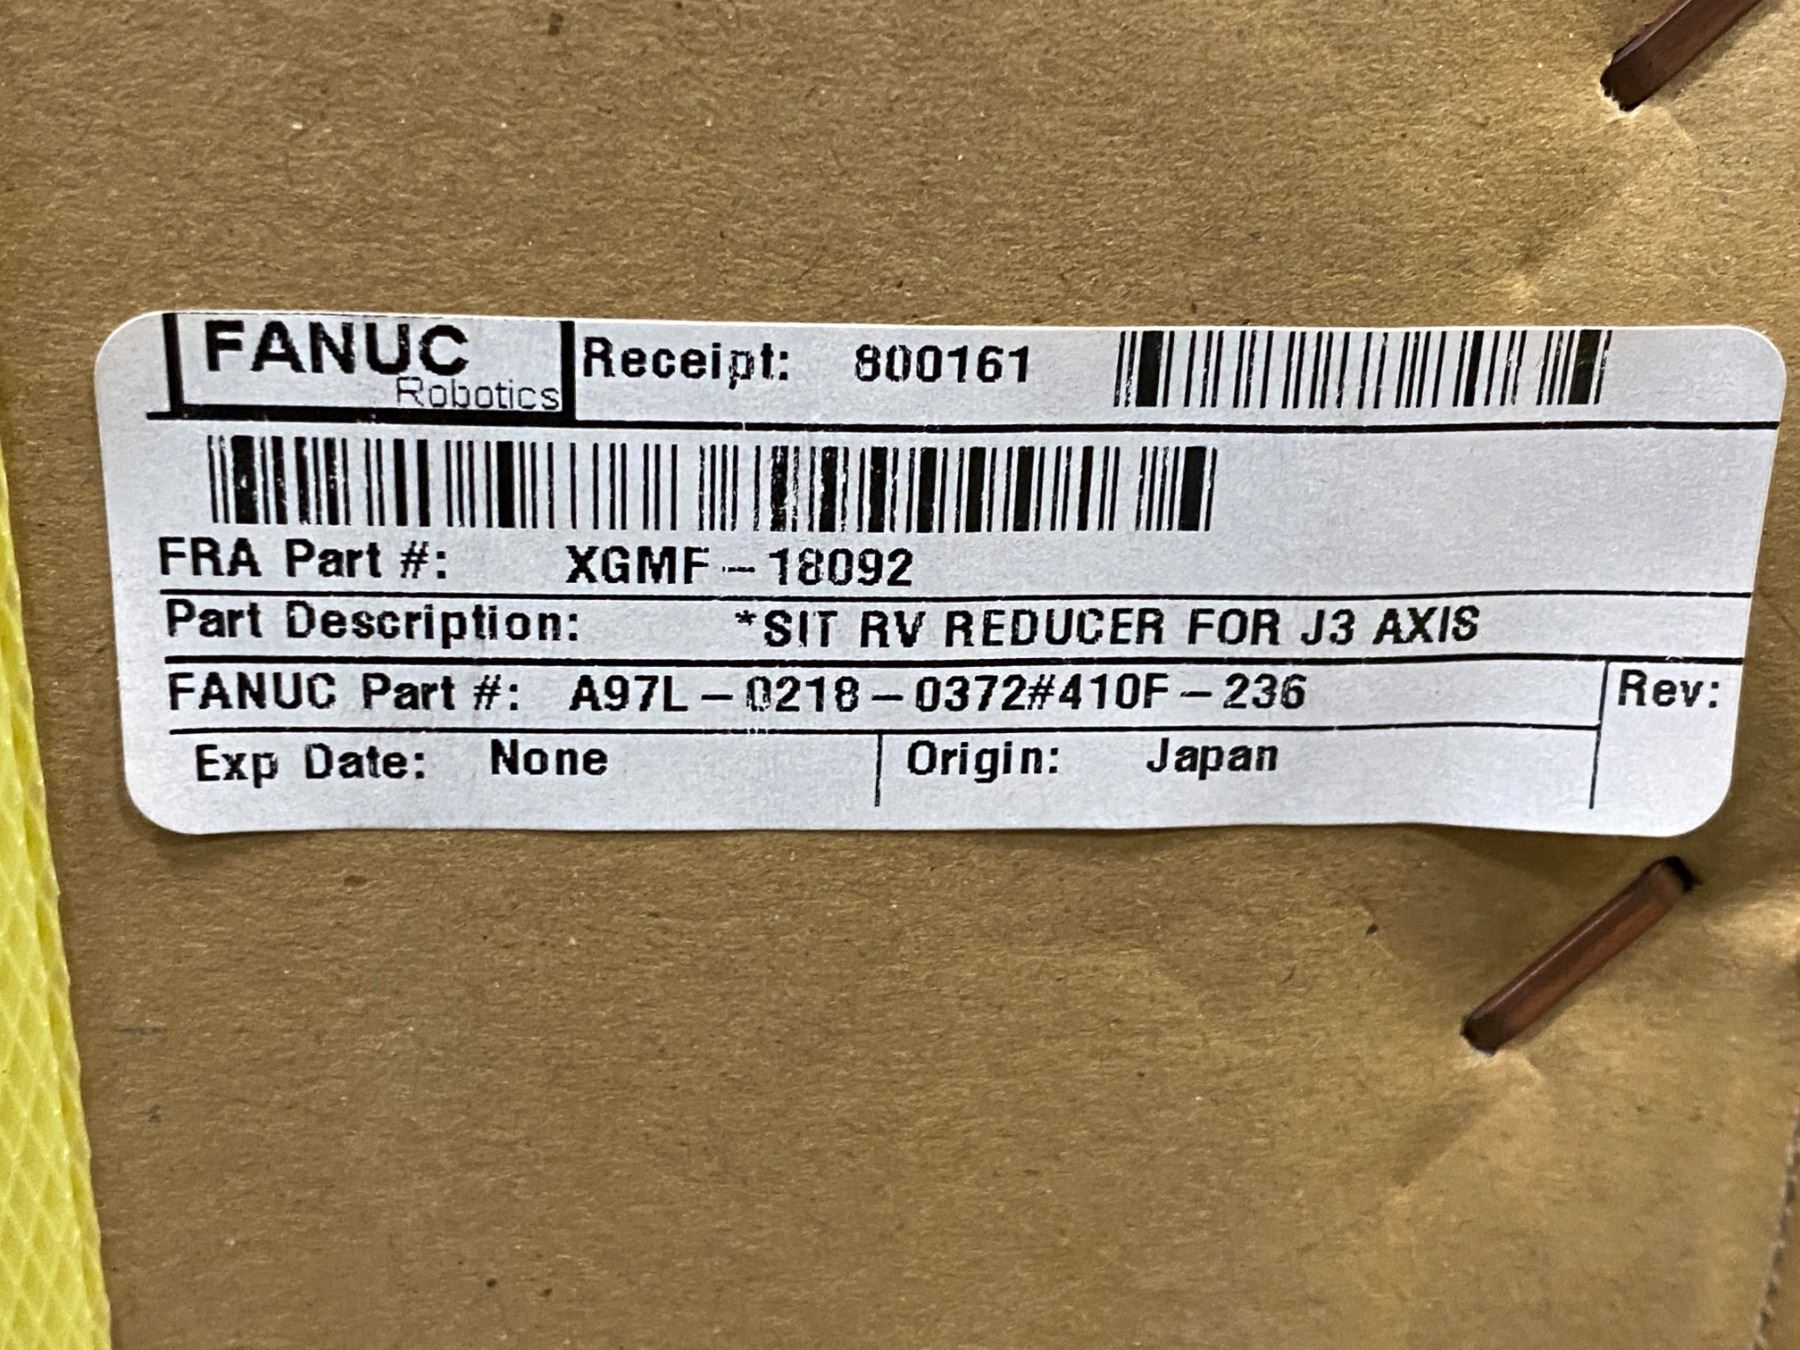 FANUC
Robotics
Receipt: 800161
FRA Part #: XGMF-18092
Part Description: *SIT RV REDUCER FOR J3 AXIS
FANUC Part #: A97L-0218-0372#410F-236
Rev:
Exp Date: None
Origin: Japan